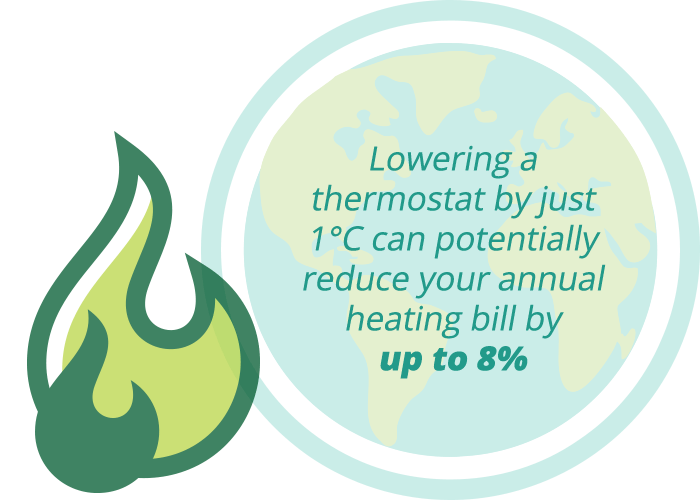 Lowering a
thermostat by just
1°C can potentially
reduce your annual
heating bill by
up to 8%